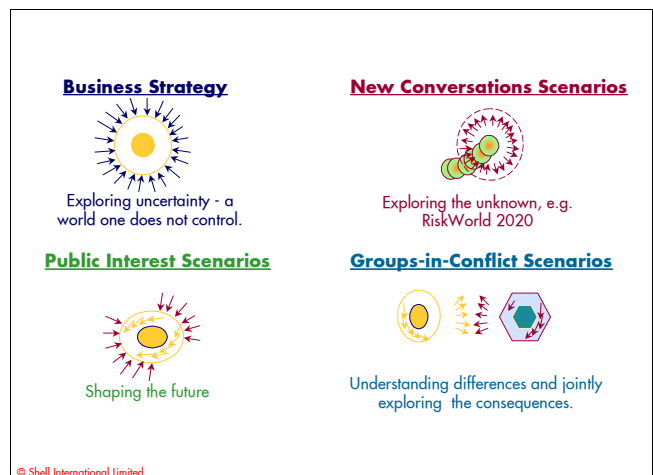 Business Strategy
Exploring uncertainty - a
world one does not control.
New Conversations Scenarios
Exploring the unknown, e.g.
RiskWorld 2020
Public Interest Scenarios
Shaping the future
Groups-in-Conflict Scenarios
Understanding differences and jointly
exploring the consequences.
© Shell International Limited